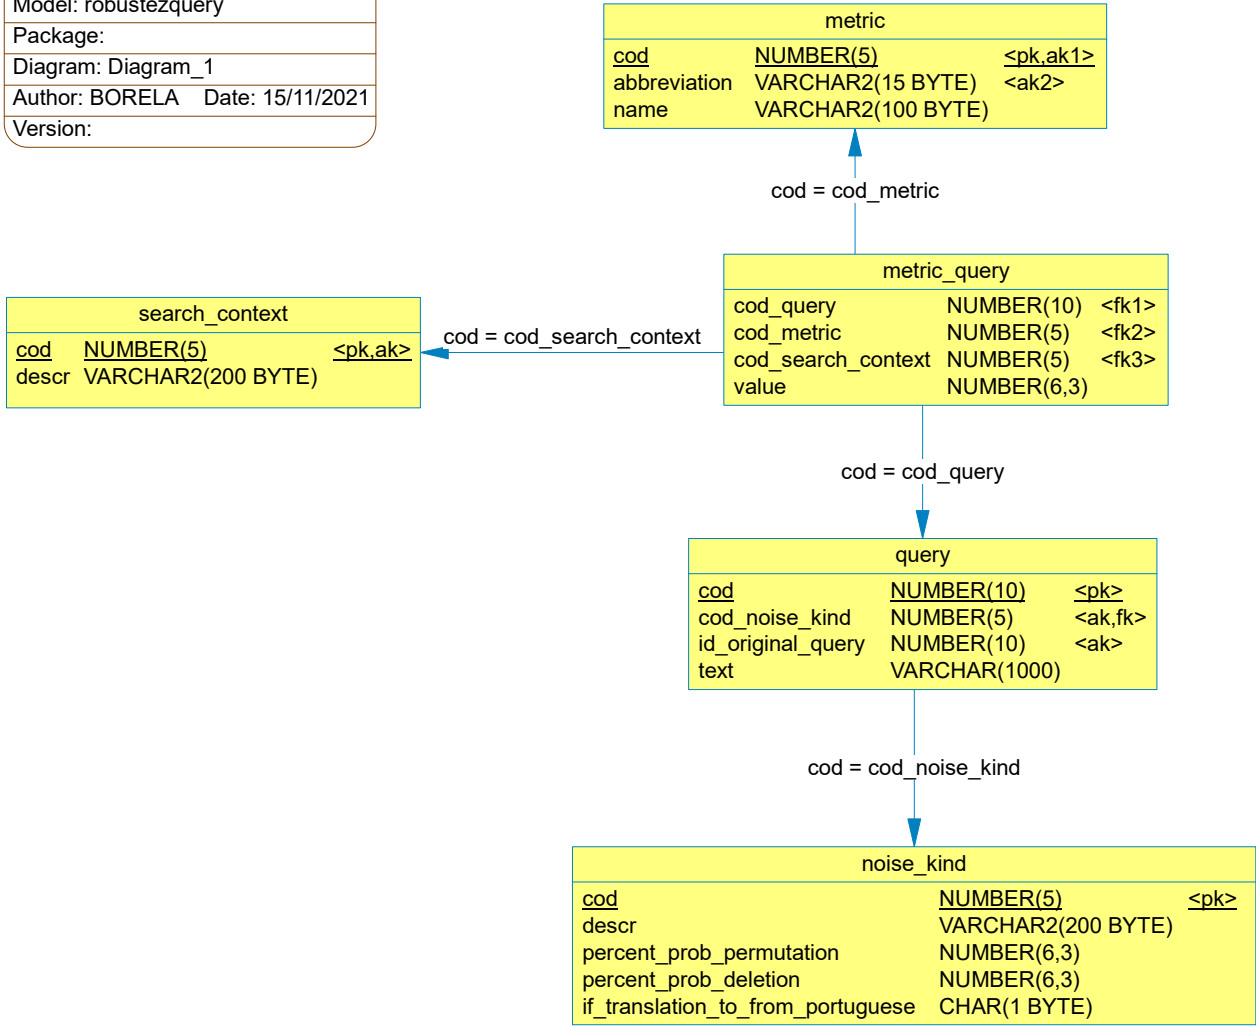 Model: robustezquery
Package:
Diagram: Diagram_1
Author: BORELA Date: 15/11/2021
Version:
metric
cod NUMBER(5) <pk,ak1>
abbreviation VARCHAR2(15 BYTE) <ak2>
name VARCHAR2(100 BYTE)
cod = cod_metric
metric_query
cod_query NUMBER(10) <fk1>
cod_metric NUMBER(5) <fk2>
cod_search_context NUMBER(5) <fk3>
value NUMBER(6,3)
cod = cod_search_context
search_context
cod NUMBER(5) <pk,ak>
descr VARCHAR2(200 BYTE)
cod = cod_query
query
cod NUMBER(10) <pk>
cod_noise_kind NUMBER(5) <ak,fk>
id_original_query NUMBER(10) <ak>
text VARCHAR(1000)
cod = cod_noise_kind
noise_kind
cod NUMBER(5) <pk>
descr VARCHAR2(200 BYTE)
percent_prob_permutation NUMBER(6,3)
percent_prob_deletion NUMBER(6,3)
if_translation_to_from_portuguese CHAR(1 BYTE)